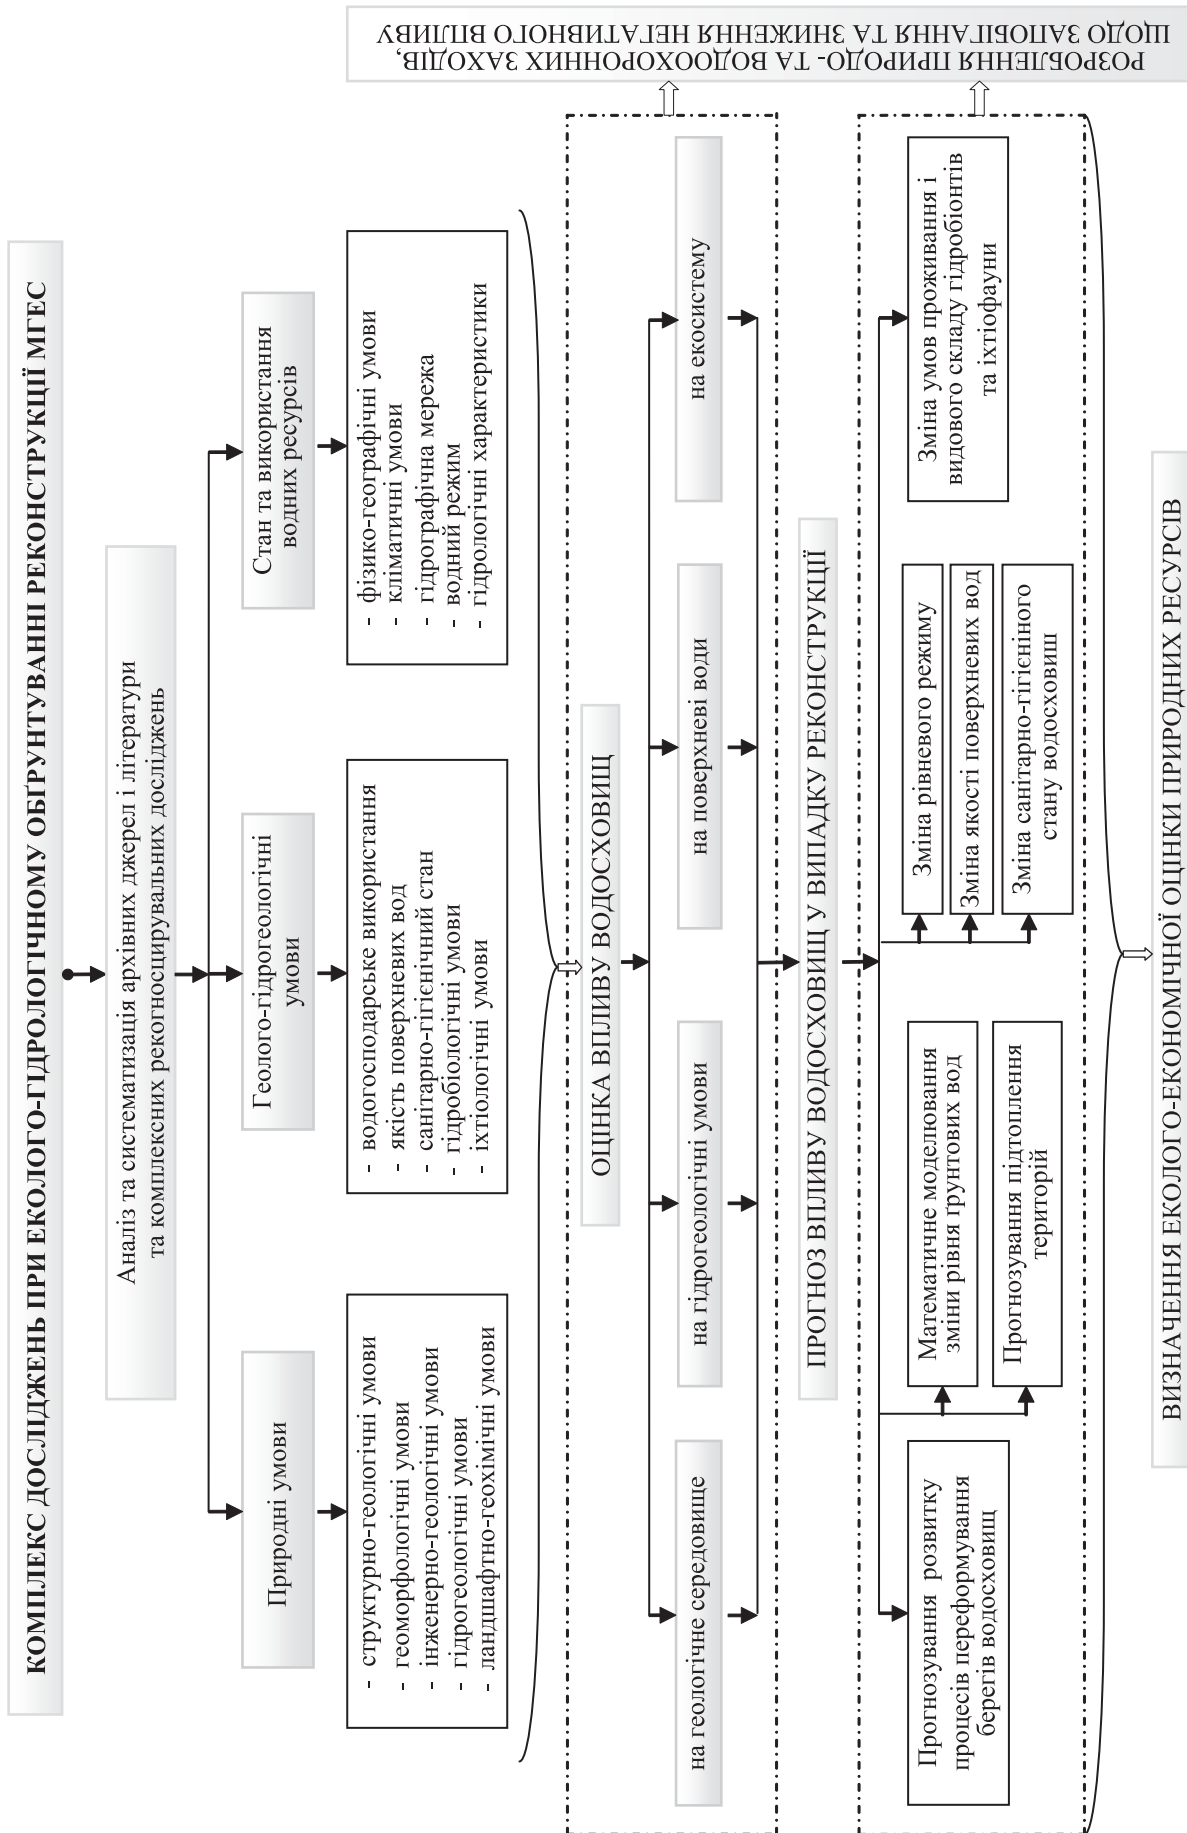 КОМПЛЕКС ДОСЛІДЖЕНЬ ПРИ ЕКОЛОГО-ГІДРОЛОГІЧНОМУ ОБҐРУНТУВАННІ РЕКОНСТРУКЦІЇ МГЕС
Аналіз та систематизація архівних джерел і літератури
та комплексних рекогносцирувальних досліджень
Природні умови
Геолого-гідрогеологічні
умови
Стан та використання
водних ресурсів
- структурно-геологічні умови
- геоморфологічні умови
- інженерно-геологічні умови
- гідрогеологічні умови
- ландшафтно-геохімічні умови
- водогосподарське використання
- якість поверхневих вод
- санітарно-гігієнічний стан
- гідробіологічні умови
- іхтіологічні умови
- фізико-географічні умови
- кліматичні умови
- гідрографічна мережа
- водний режим
- гідрологічні характеристики
ОЦІНКА ВПЛИВУ ВОДОСХОВИЩ
на геологічне середовище
на гідрогеологічні умови
на поверхневі води
на екосистему
ПРОГНОЗ ВПЛИВУ ВОДОСХОВИЩ У ВИПАДКУ РЕКОНСТРУКЦІЇ
Прогнозування розвитку
процесів переформування
берегів водосховищ
Математичне моделювання
зміни рівня ґрунтових вод
Прогнозування підтоплення
територій
Зміна рівневого режиму
Зміна якості поверхневих вод
Зміна санітарно-гігієніного
стану водосховиш
Зміна умов проживання і
видового складу гідробіонтів
та іхтіофауни
ВИЗНАЧЕННЯ ЕКОЛОГО-ЕКОНОМІЧНОЇ ОЦІНКИ ПРИРОДНИХ РЕСУРСІВ
РОЗРОБЛЕННЯ ПРИРОДО- ТА ВОДООХОРОННИХ ЗАХОДІВ,
ЩОДО ЗАПОБІГАННЯ ТА ЗНИЖЕННЯ НЕГАТИВНОГО ВПЛИВУ